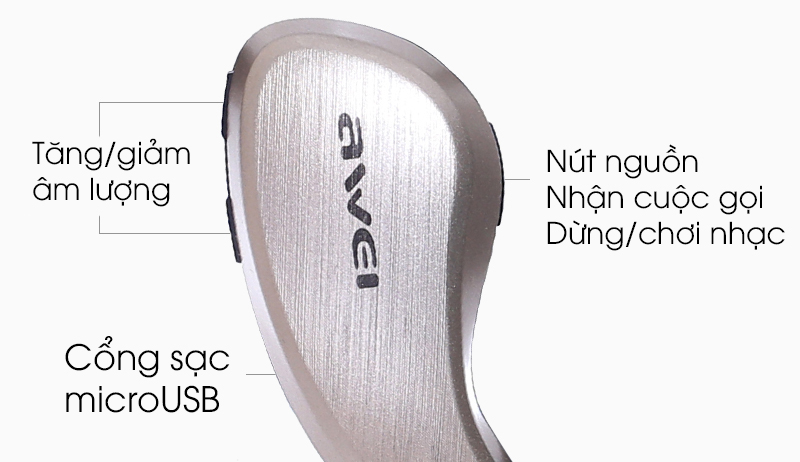 Tăng/giảm
âm lượng
awei
Nút nguồn
Nhận cuộc gọi
Dừng/chơi nhạc
Cổng sạc
microUSB